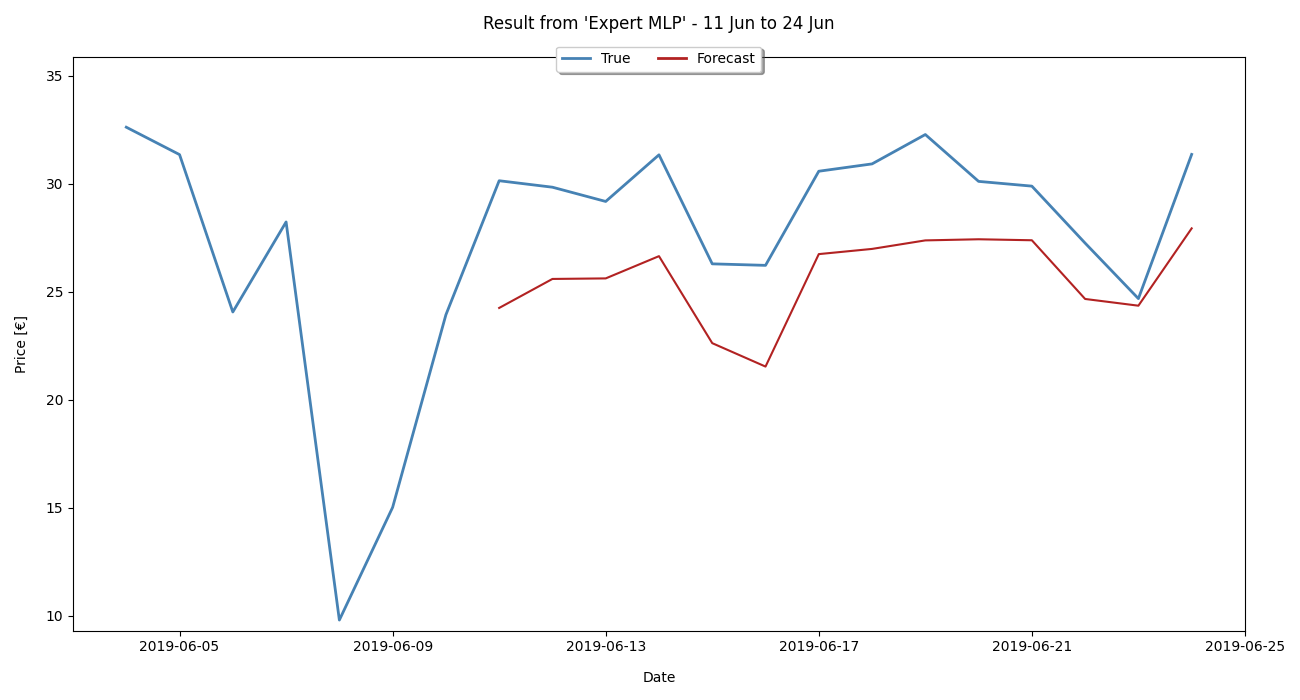 Result from 'Expert MLP' - 11 Jun to 24 Jun
True Forecast
35
30
25
20
15
10
Price [€]
2019-06-05 2019-06-09 2019-06-13 2019-06-17 2019-06-21 2019-06-25
Date